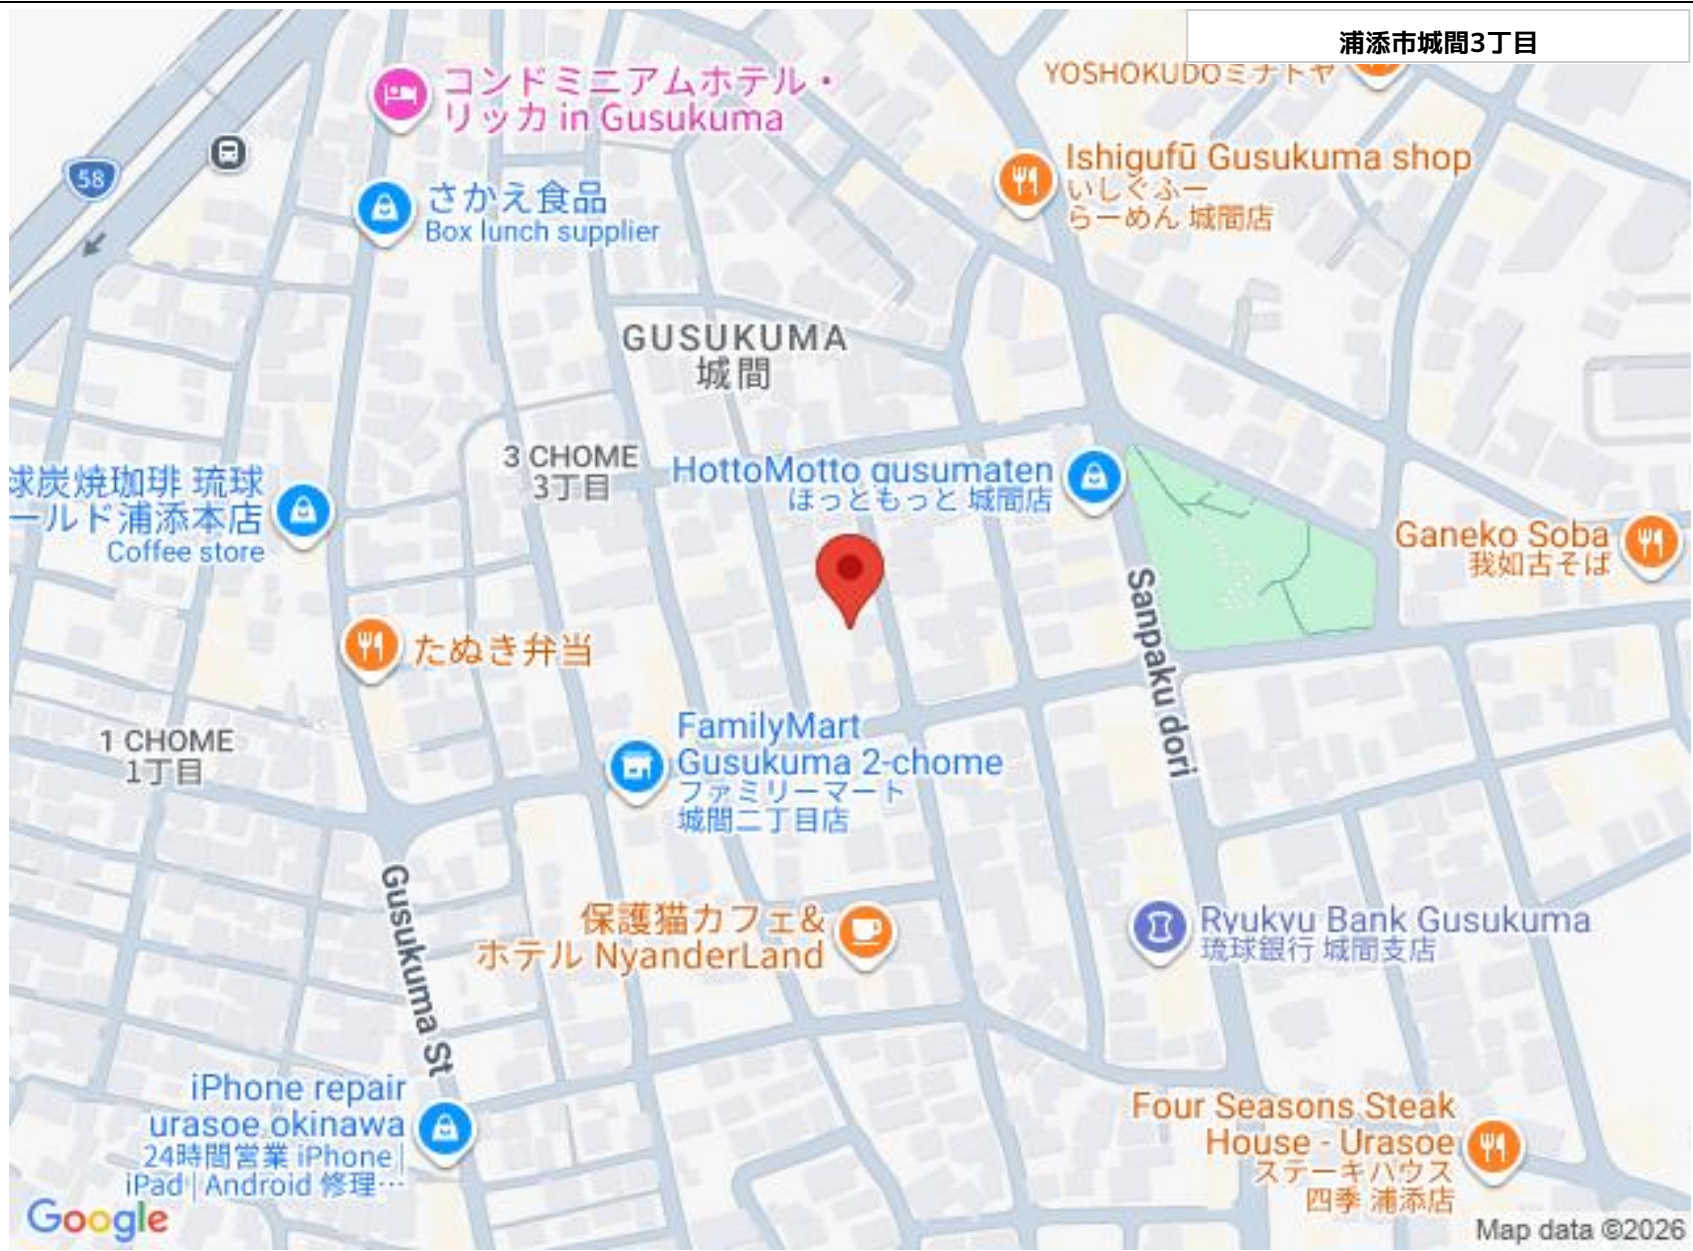 浦添市城間3丁目
コンドミニアムホテル・
リッカ in Gusukuma
YOSHOKUDOミナトヤ
58
Ishigufū Gusukuma shop
いしぐふー
らーめん 城間店
さかえ食品
Box lunch supplier
GUSUKUMA
城間
3 CHOME
3丁目
HottoMotto gusumaten
ほっともっと 城間店
球炭焼珈琲 琉球
ールド浦添本店
Coffee store
Ganeko Soba
我如古そば
Sanpaku dori
たぬき弁当
1 CHOME
1丁目
FamilyMart
Gusukuma 2-chome
ファミリーマート
城間二丁目店
Gusukuma St
保護猫カフェ&
ホテル NyanderLand
Ryukyu Bank Gusukuma
琉球銀行 城間支店
iPhone repair
urasoe okinawa
24時間営業 iPhone|
iPad | Android 修理…
Four Seasons Steak
House - Urasoe
ステーキハウス
四季 浦添店
Google
Map data ©2026